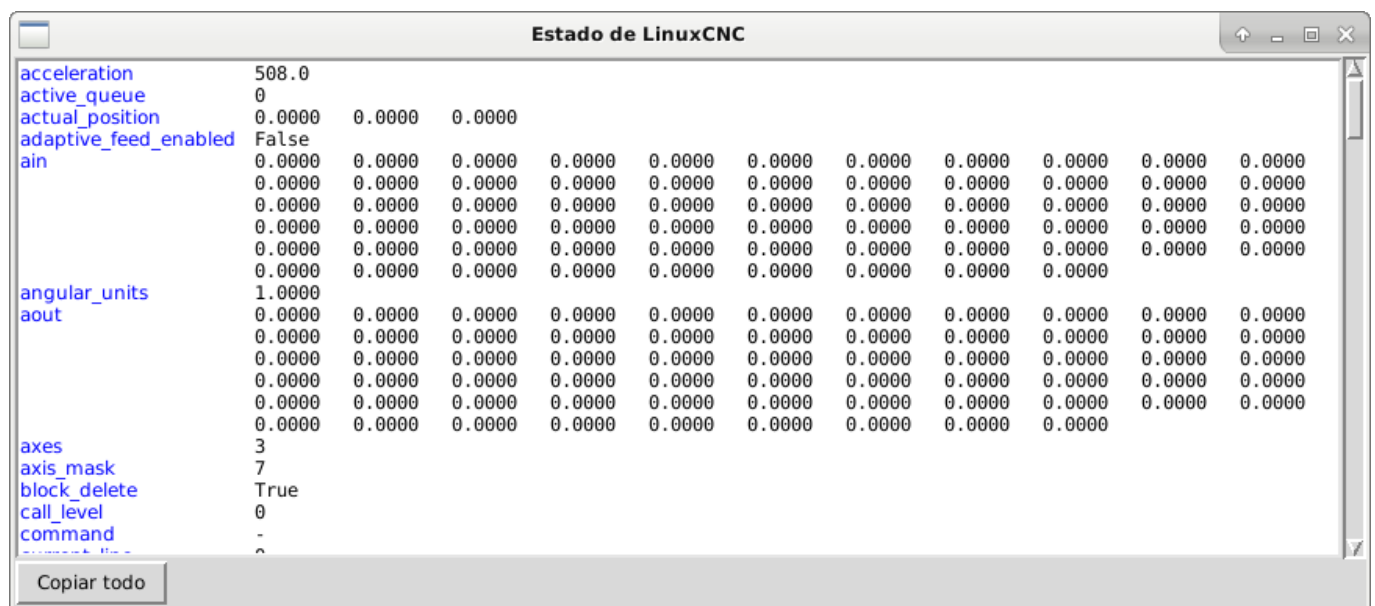 Estado de LinuxCNC
acceleration 508.0
active_queue 0
actual_position 0.0000 0.0000 0.0000
adaptive_feed_enabled False
ain 0.0000 0.0000 0.0000 0.0000 0.0000 0.0000 0.0000 0.0000 0.0000 0.0000 0.0000
0.0000 0.0000 0.0000 0.0000 0.0000 0.0000 0.0000 0.0000 0.0000 0.0000 0.0000
0.0000 0.0000 0.0000 0.0000 0.0000 0.0000 0.0000 0.0000 0.0000 0.0000 0.0000
0.0000 0.0000 0.0000 0.0000 0.0000 0.0000 0.0000 0.0000 0.0000 0.0000 0.0000
0.0000 0.0000 0.0000 0.0000 0.0000 0.0000 0.0000 0.0000 0.0000 0.0000 0.0000
0.0000 0.0000 0.0000 0.0000 0.0000 0.0000 0.0000 0.0000 0.0000
angular_units 1.0000
aout 0.0000 0.0000 0.0000 0.0000 0.0000 0.0000 0.0000 0.0000 0.0000 0.0000 0.0000
0.0000 0.0000 0.0000 0.0000 0.0000 0.0000 0.0000 0.0000 0.0000 0.0000 0.0000
0.0000 0.0000 0.0000 0.0000 0.0000 0.0000 0.0000 0.0000 0.0000 0.0000 0.0000
0.0000 0.0000 0.0000 0.0000 0.0000 0.0000 0.0000 0.0000 0.0000 0.0000 0.0000
0.0000 0.0000 0.0000 0.0000 0.0000 0.0000 0.0000 0.0000 0.0000 0.0000 0.0000
0.0000 0.0000 0.0000 0.0000 0.0000 0.0000 0.0000 0.0000 0.0000
axes 3
axis_mask 7
block_delete True
call_level 0
command -
Copiar todo